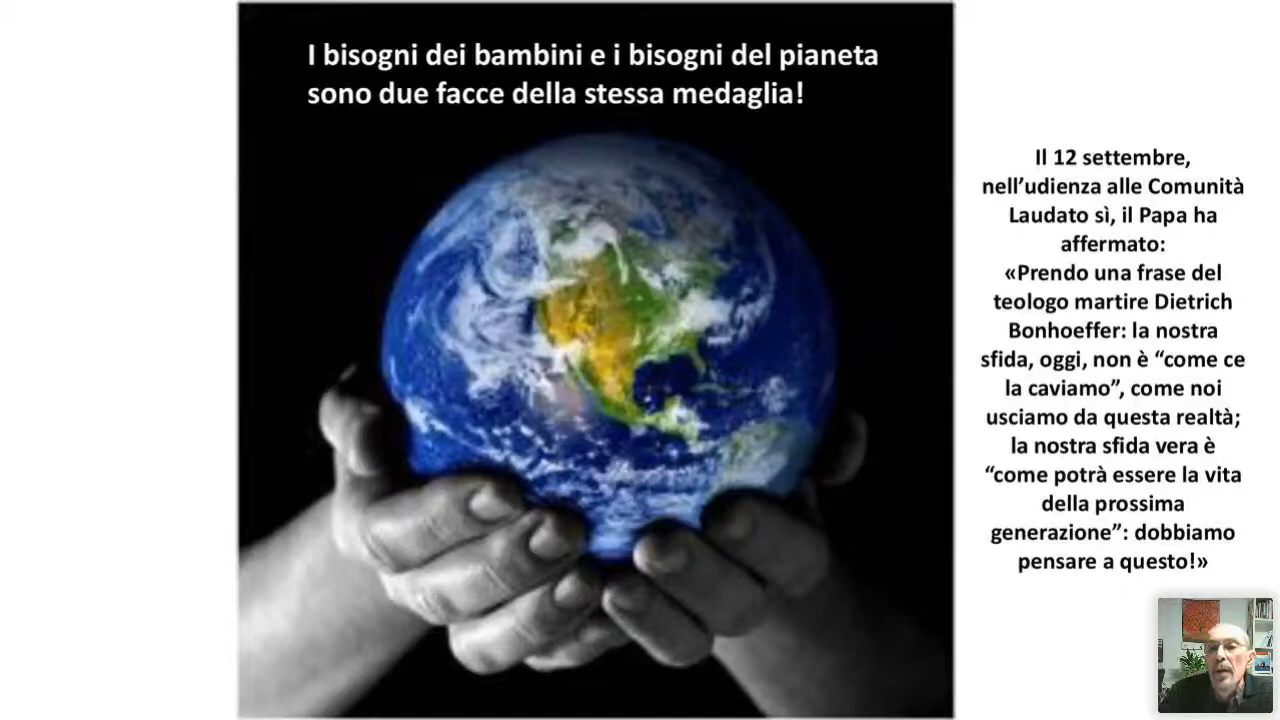 I bisogni dei bambini e i bisogni del pianeta
sono due facce della stessa medaglia!
Il 12 settembre,
nell’udienza alle Comunità
Laudato sì, il Papa ha
affermato:
«Prendo una frase del
teologo martire Dietrich
Bonhoeffer: la nostra
sfida, oggi, non è “come ce
la caviamo”, come noi
usciamo da questa realtà;
la nostra sfida vera è
“come potrà essere la vita
della prossima
generazione”: dobbiamo
pensare a questo!»